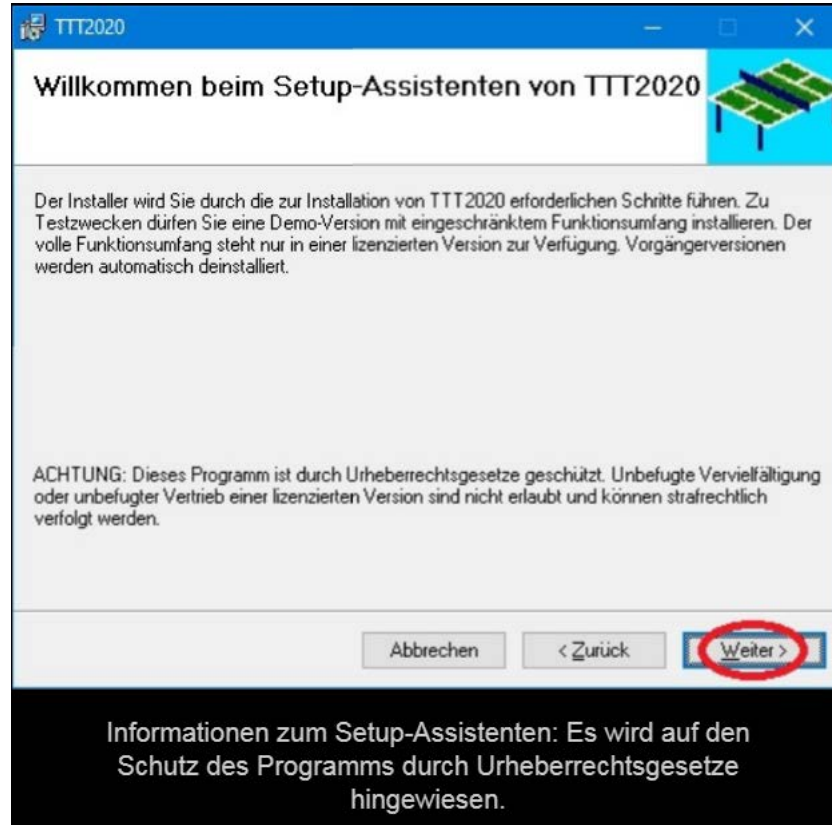 TTT2020
Willkommen beim Setup-Assistenten von TTT2020
Der Installer wird Sie durch die zur Installation von TTT2020 erforderlichen Schritte führen. Zu
Testzwecken dürfen Sie eine Demo-Version mit eingeschränktem Funktionsumfang installieren. Der
volle Funktionsumfang steht nur in einer lizenzierten Version zur Verfügung. Vorgängerversionen
werden automatisch deinstalliert.
ACHTUNG: Dieses Programm ist durch Urheberrechtsgesetze geschützt. Unbefugte Vervielfältigung
oder unbefugter Vertrieb einer lizenzierten Version sind nicht erlaubt und können strafrechtlich
verfolgt werden.
Abbrechen < Zurück Weiter >
Informationen zum Setup-Assistenten: Es wird auf den
Schutz des Programms durch Urheberrechtsgesetze
hingewiesen.